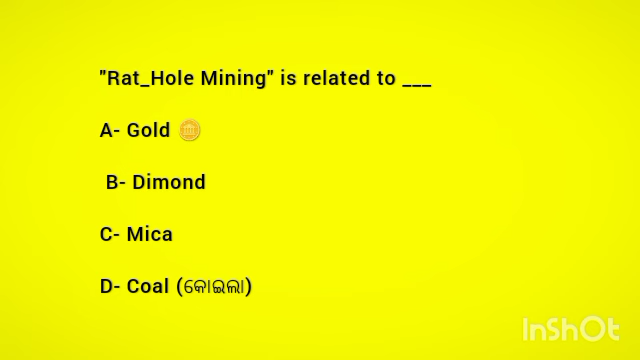 "Rat_Hole Mining" is related to ___
A- Gold
B- Dimond
C- Mica
D- Coal (କୋଇଲା)
InShOt